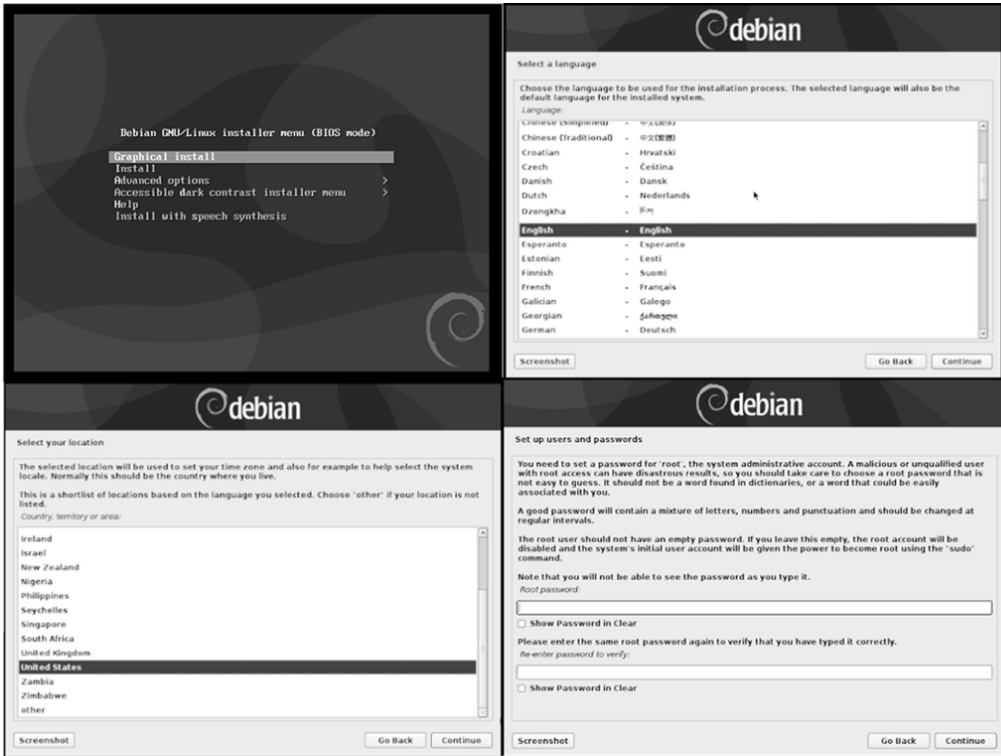 Debian GNU/Linux installer menu (BIOS mode)
Graphical install
Install
Advanced options >
Accessible dark contrast installer menu >
Help
Install with speech synthesis
debian
Select a language
Choose the language to be used for the installation process. The selected language will also be the
default language for the installed system.
Language:
Chinese (Simplified) - 中文(简体)
Chinese (Traditional) - 中文(繁體)
Croatian - Hrvatski
Czech - Čeština
Danish - Dansk
Dutch - Nederlands
Dzongkha -
English - English
Esperanto - Esperanto
Estonian - Eesti
Finnish - Suomi
French - Français
Galician - Galego
Georgian - ქართული
German - Deutsch
Screenshot
Go Back
Continue
debian
Select your location
The selected location will be used to set your time zone and also for example to help select the system
locale. Normally this should be the country where you live.
This is a shortlist of locations based on the language you selected. Choose "other" if your location is not
listed.
Country, territory or area:
Ireland
Israel
New Zealand
Nigeria
Philippines
Seychelles
Singapore
South Africa
United Kingdom
United States
Zambia
Zimbabwe
other
Screenshot
Go Back
Continue
debian
Set up users and passwords
You need to set a password for 'root', the system administrative account. A malicious or unqualified user
with root access can have disastrous results, so you should take care to choose a root password that is
not easy to guess. It should not be a word found in dictionaries, or a word that could be easily
associated with you.
A good password will contain a mixture of letters, numbers and punctuation and should be changed at
regular intervals.
The root user should not have an empty password. If you leave this empty, the root account will be
disabled and the system's initial user account will be given the power to become root using the "sudo"
command.
Note that you will not be able to see the password as you type it.
Root password:
Show Password in Clear
Please enter the same root password again to verify that you have typed it correctly.
Re-enter password to verify:
Show Password in Clear
Screenshot
Go Back
Continue